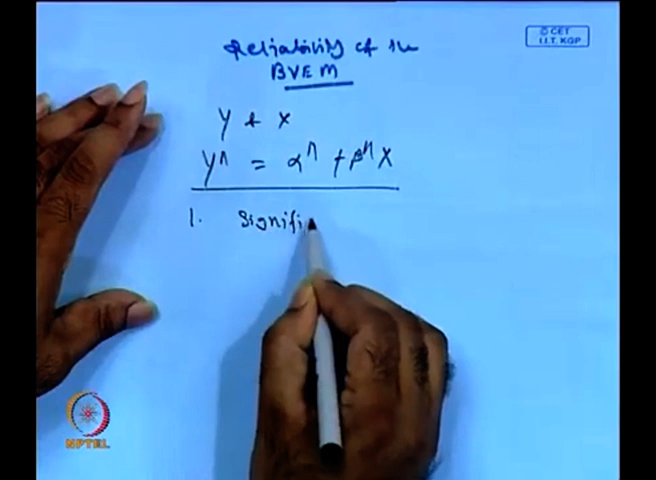 © CET
I.I.T. KGP
Reliability of the
BVEM
Y & X
Y^ = α^ + β^ X
1. Signifi
NPTEL